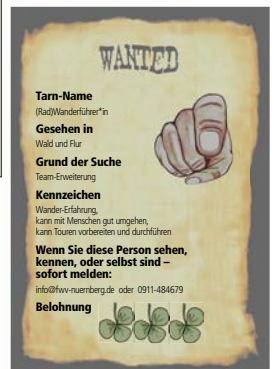 WANTED
Tarn-Name
(Rad)Wanderführer*in
Gesehen in
Wald und Flur
Grund der Suche
Team-Erweiterung
Kennzeichen
Wander-Erfahrung,
kann mit Menschen gut umgehen,
kann Touren vorbereiten und durchführen
Wenn Sie diese Person sehen,
kennen, oder selbst sind –
sofort melden:
info@fwv-nuernberg.de oder 0911-484679
Belohnung